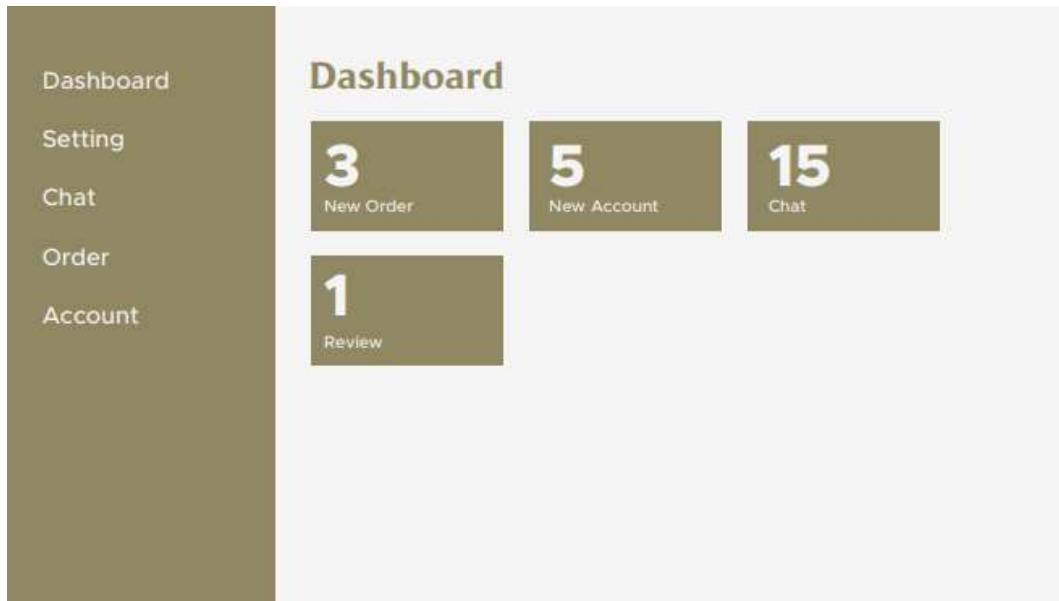 Dashboard
Setting
Chat
Order
Account
Dashboard
3
New Order
5
New Account
15
Chat
1
Review